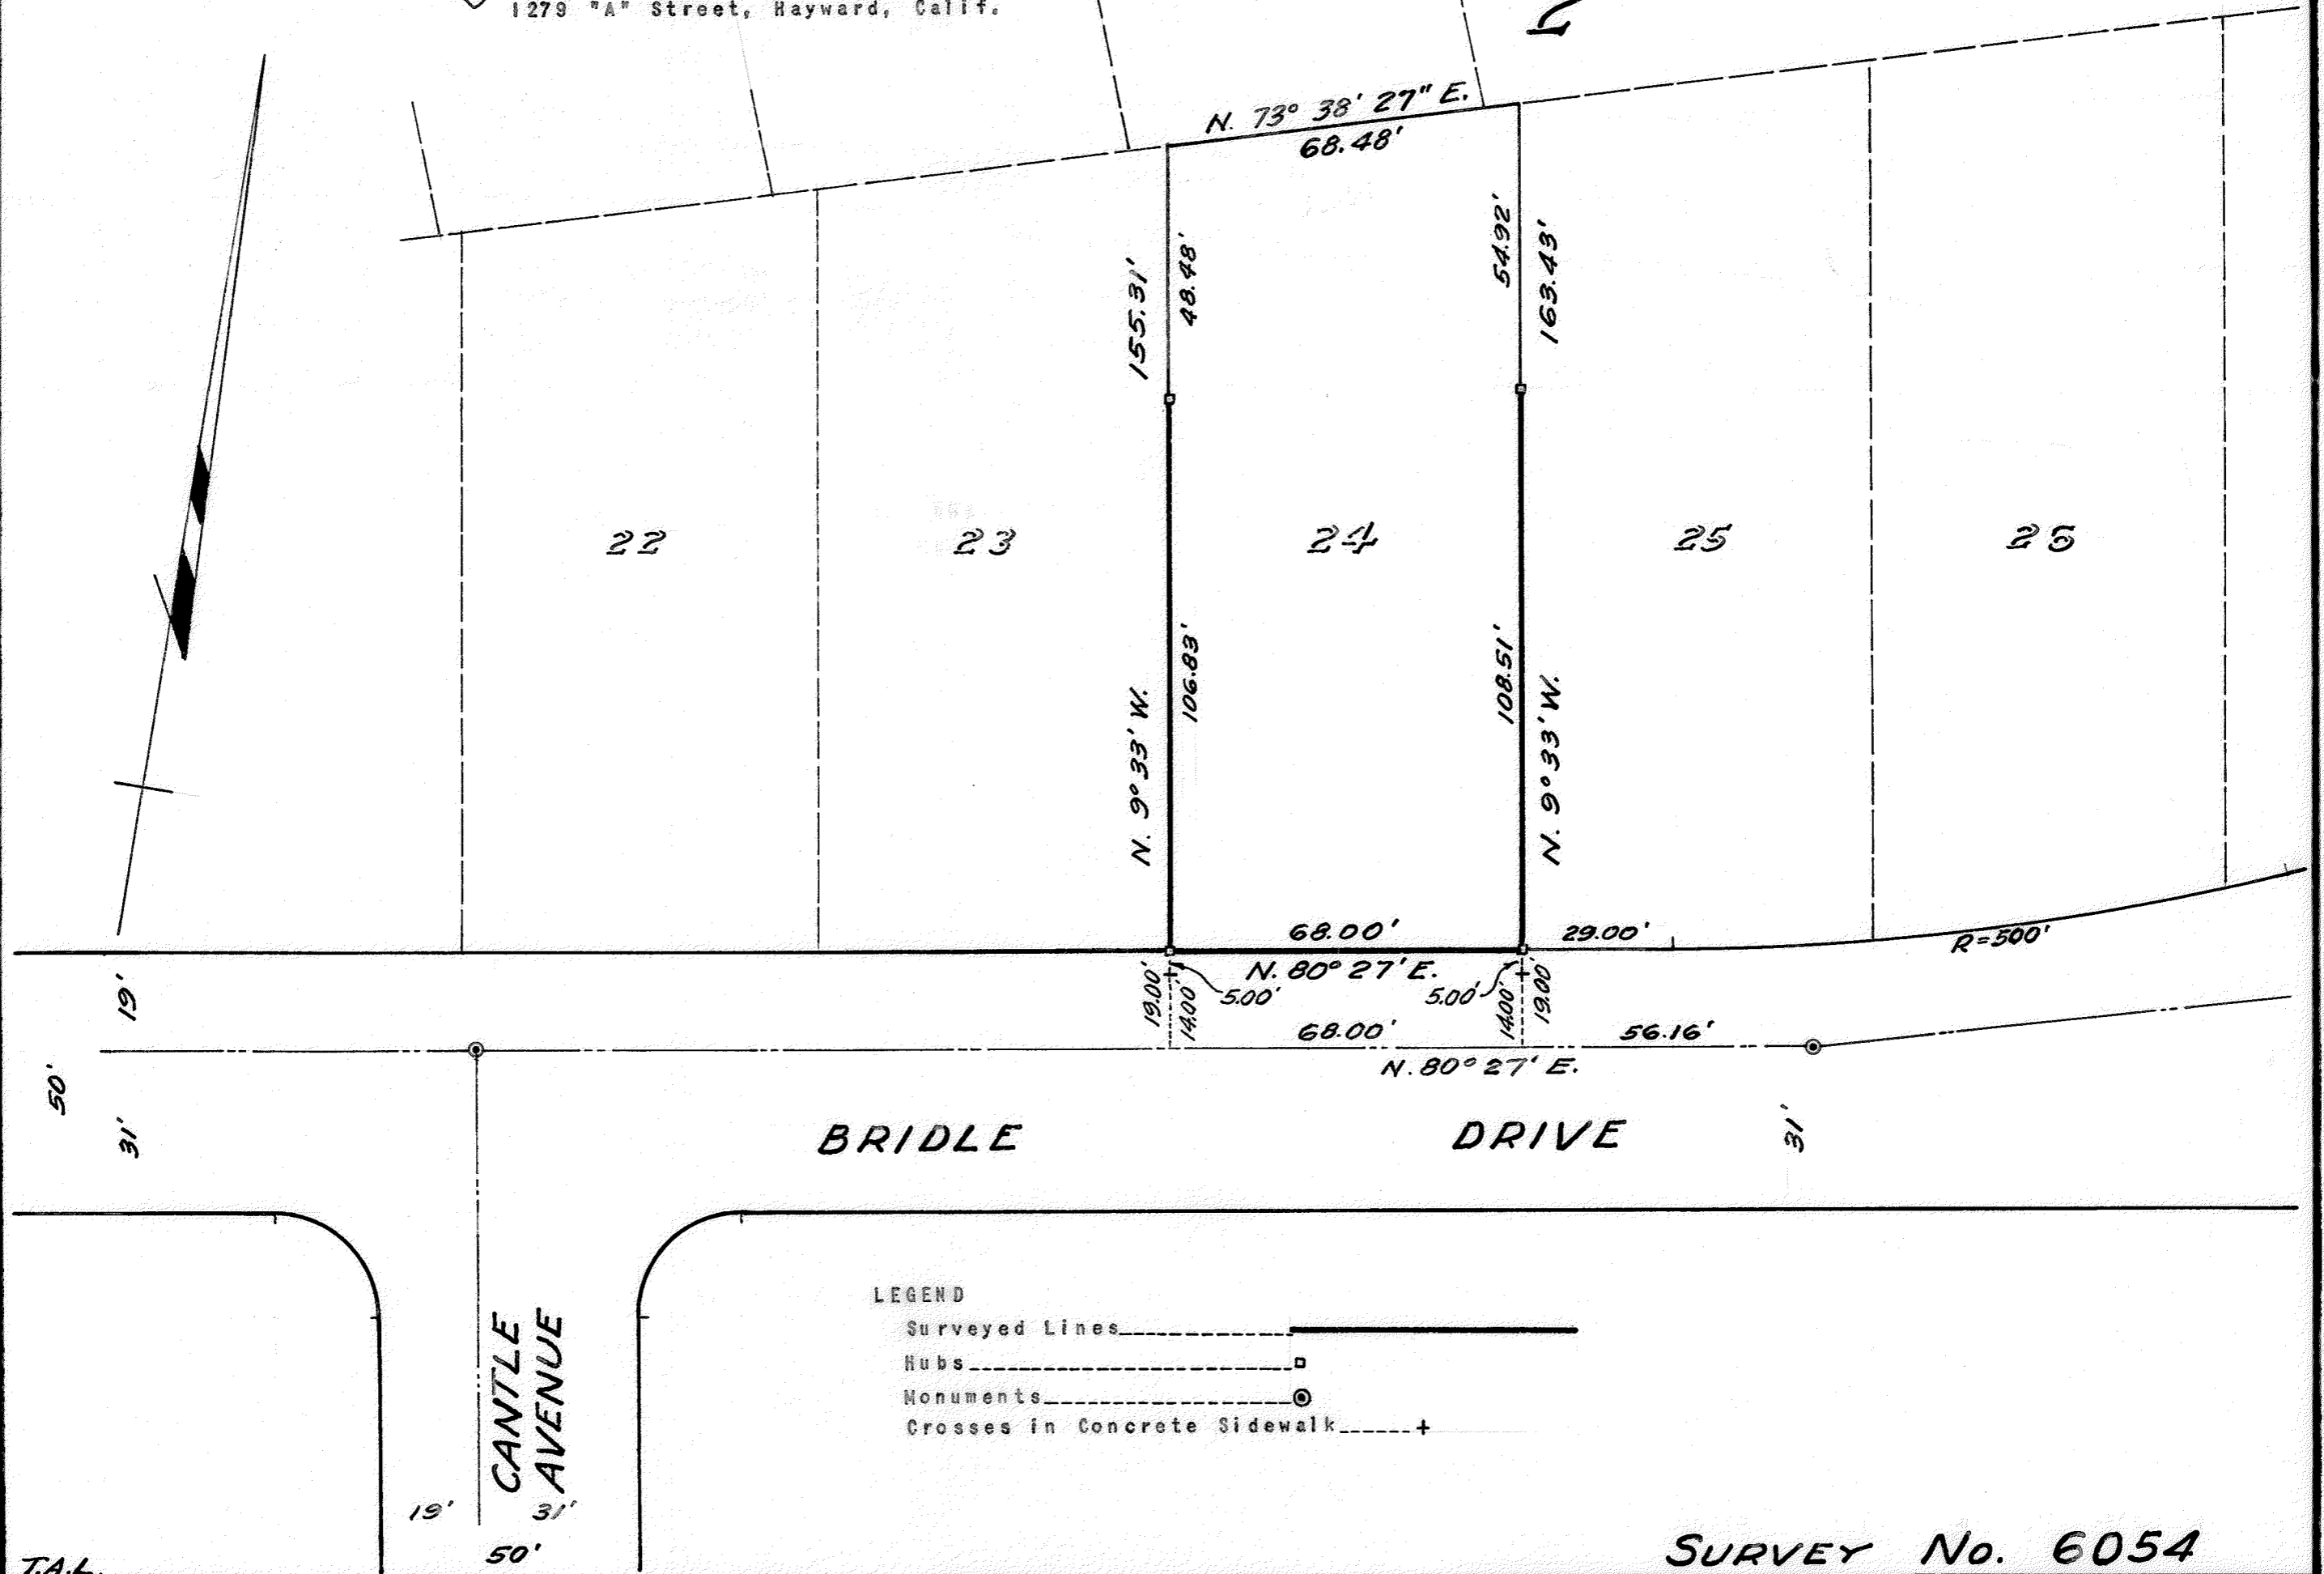 1279 "A" Street, Hayward, Calif.
N. 73° 38' 27" E.
68.48'
155.31'
48.48'
54.92'
163.43'
22
23
24
25
26
N. 9° 33' W.
106.83'
108.51'
N. 9° 33' W.
68.00'
29.00'
R=500'
N. 80° 27' E.
19.00'
14.00'
5.00'
5.00'
14.00'
19.00'
19'
68.00'
56.16'
N. 80° 27' E.
50'
31'
BRIDLE DRIVE
31'
LEGEND
Surveyed Lines
Hubs
Monuments
Crosses in Concrete Sidewalk
CANTLE
AVENUE
19'
31'
50'
SURVEY No. 6054
T.A.L.